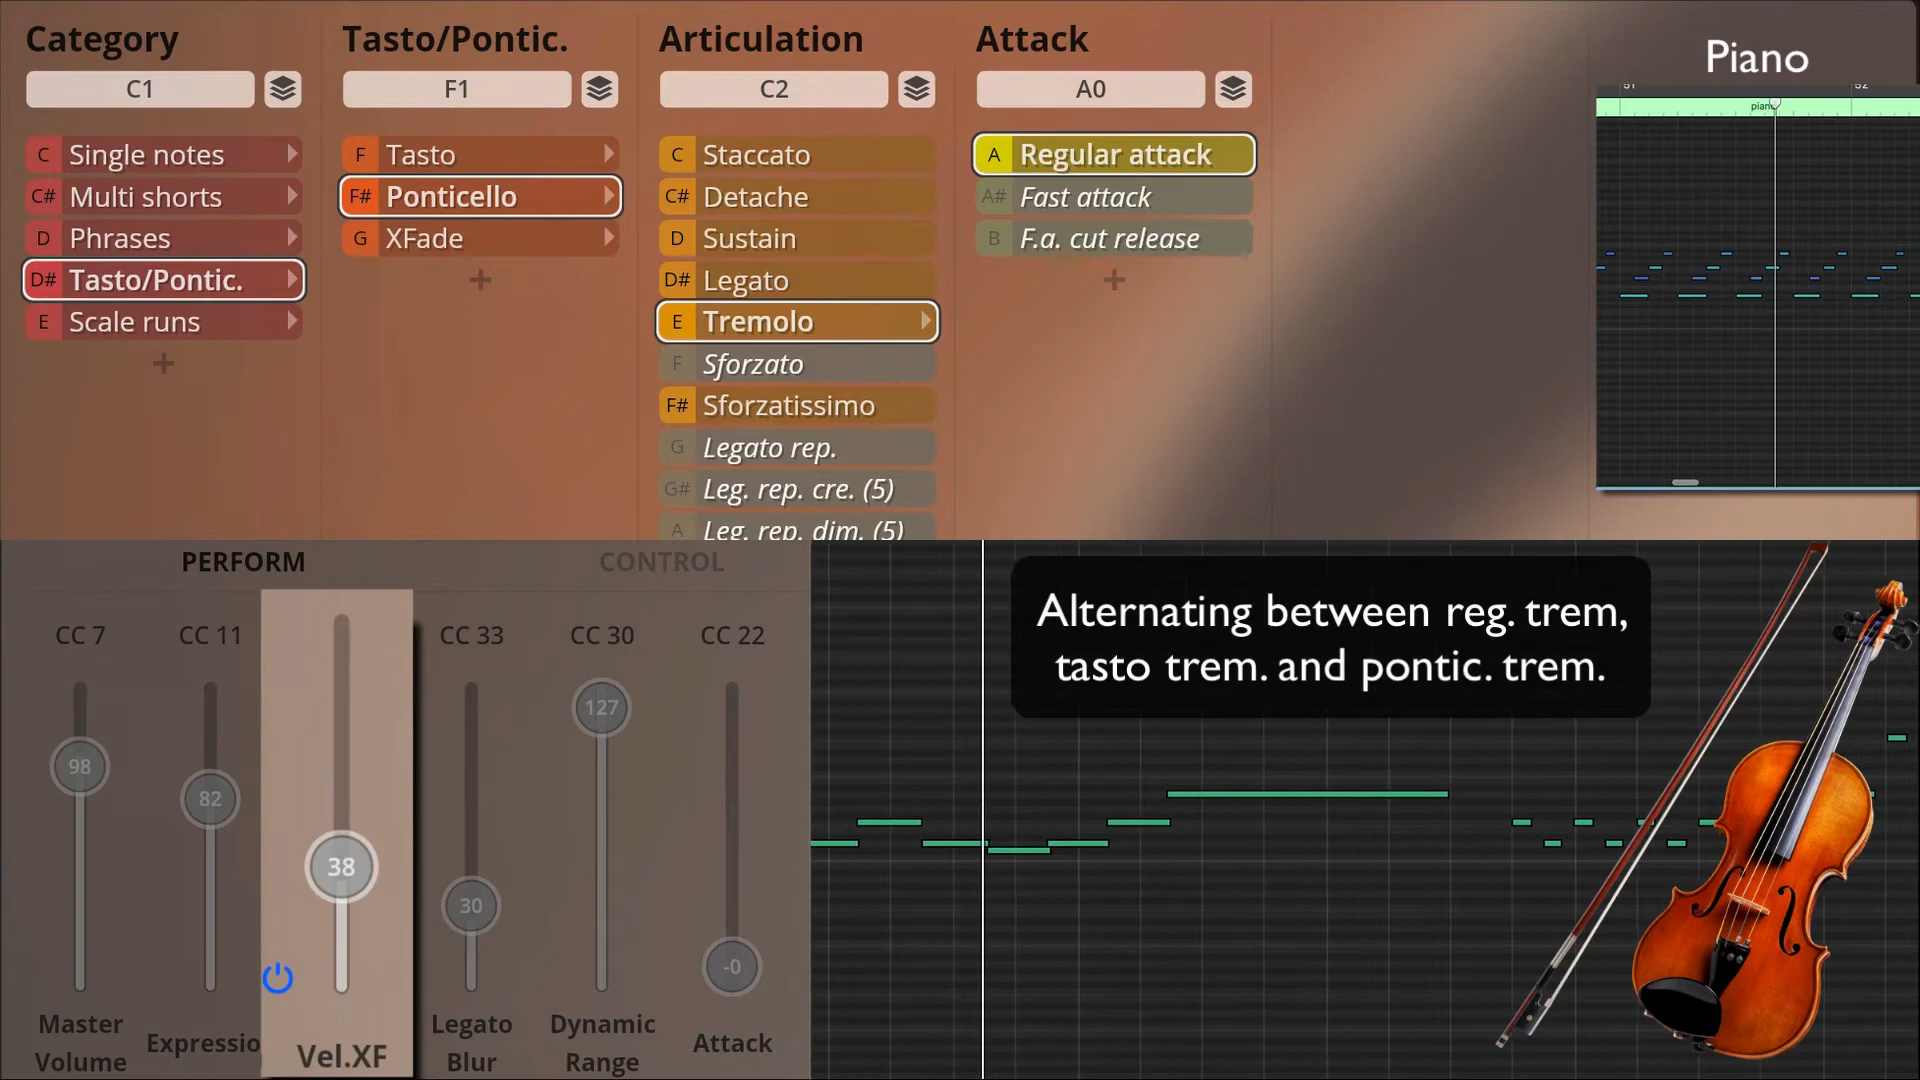 Category
C1
C Single notes
C# Multi shorts
D Phrases
D# Tasto/Pontic.
E Scale runs
+
Tasto/Pontic.
F1
F Tasto
F# Ponticello
G XFade
+
Articulation
C2
C Staccato
C# Detache
D Sustain
D# Legato
E Tremolo
F Sforzato
F# Sforzatissimo
G Legato rep.
G# Leg. rep. cre. (5)
A Leg. rep. dim. (5)
Attack
A0
A Regular attack
A# Fast attack
B F.a. cut release
+
Piano
51 52
piano
PERFORM CONTROL
CC 7 CC 11 CC 33 CC 30 CC 22
98 82 38 30 127 -0
Master Volume
Expressio
Vel.XF
Legato Blur
Dynamic Range
Attack
Alternating between reg. trem,
tasto trem. and pontic. trem.